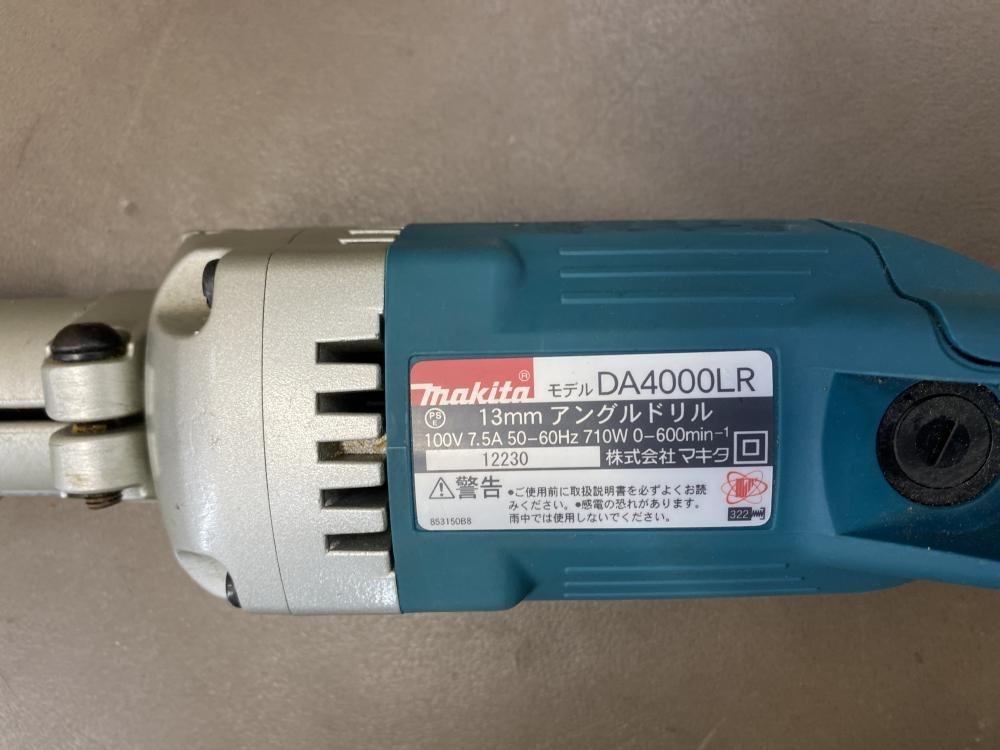 makita® モデル DA4000LR
PS E 13mm アングルドリル
100V 7.5A 50-60Hz 710W 0-600min⁻¹
12230 株式会社マキタ
警告 •ご使用前に取扱説明書を必ずよくお読
みください。•感電の恐れがあります。
雨中では使用しないでください。
853150B8
322